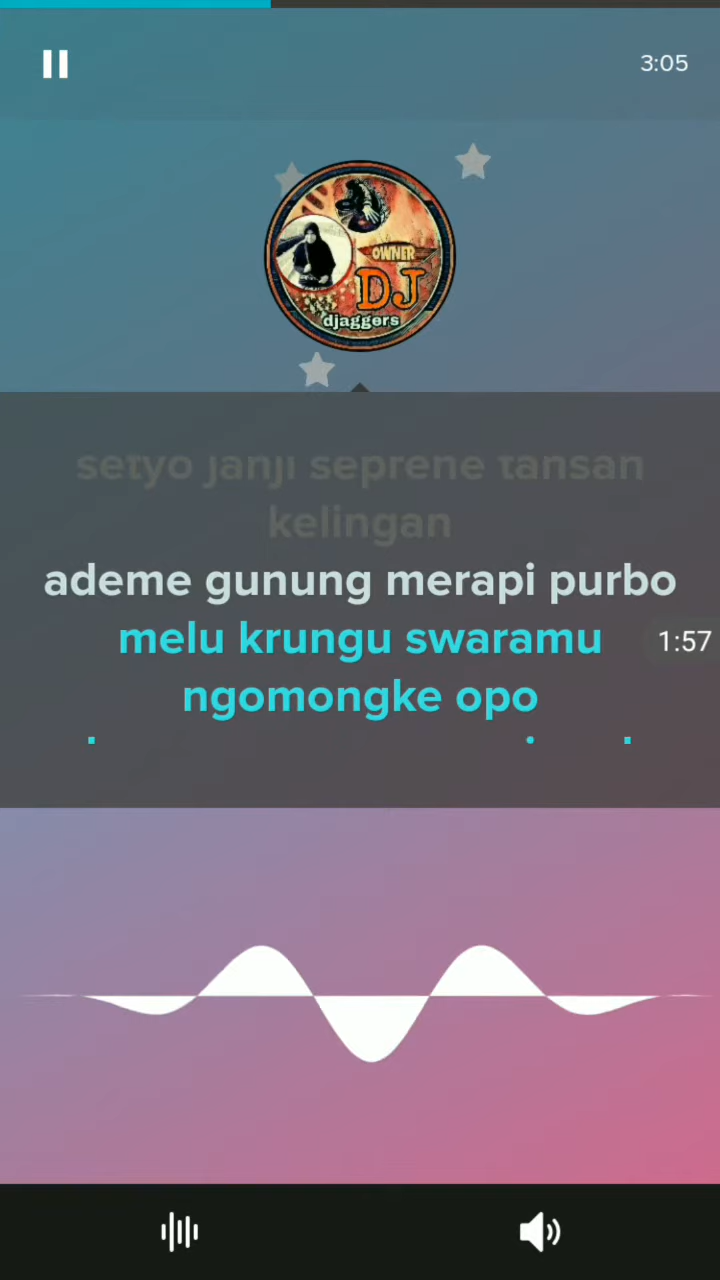 3:05
OWNER
DJ
djaggers
setyo janji seprene tansan
kelingan
ademe gunung merapi purbo
melu krungu swaramu
1:57
ngomongke opo